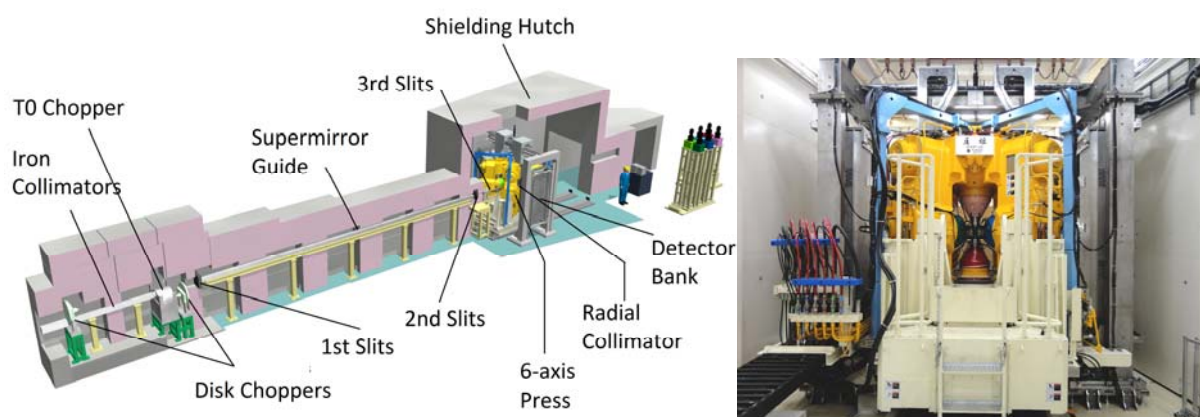 Shielding Hutch
3rd Slits
T0 Chopper
Supermirror
Guide
Iron
Collimators
Detector
Bank
2nd Slits
Radial
Collimator
1st Slits
6-axis
Press
Disk Choppers